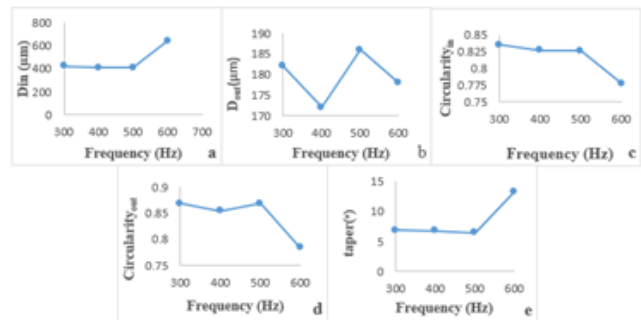 Din (µm)
800
600
400
200
0
300 400 500 600 700
Frequency (Hz)
a
Dout(µm)
190
185
180
175
170
300 400 500 600
Frequency (Hz)
b
Circularityin
0.85
0.825
0.8
0.775
0.75
300 400 500 600
Frequency (Hz)
c
Circularityout
0.95
0.85
0.75
300 400 500 600
Frequency (Hz)
d
taper(°)
15
10
5
0
300 400 500 600
Frequency (Hz)
e